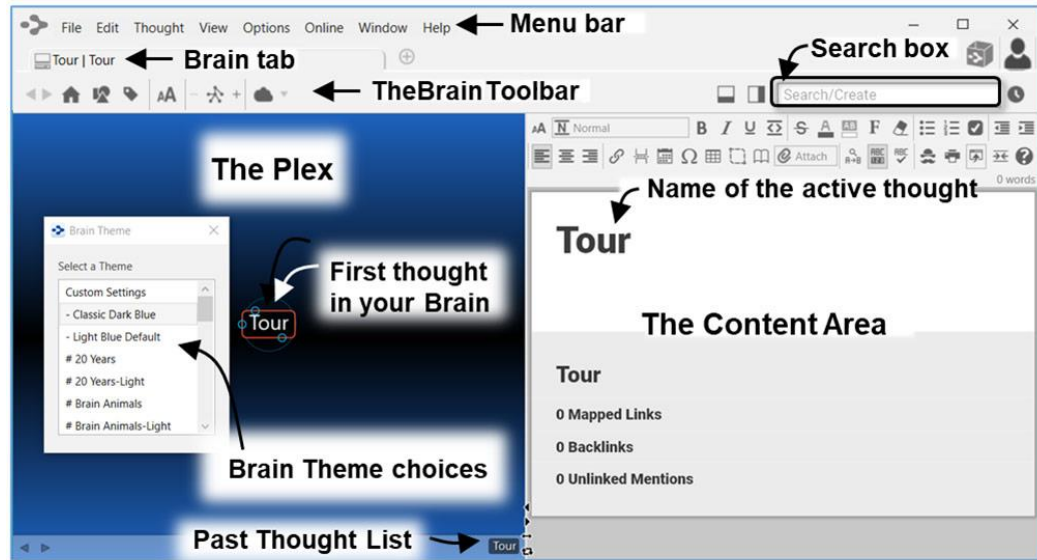 File Edit Thought View Options Online Window Help
Menu bar
Tour | Tour
Brain tab
Search box
TheBrain Toolbar
Search/Create
Normal
Attach
0 words
The Plex
Name of the active thought
Brain Theme
Tour
Select a Theme
Custom Settings
- Classic Dark Blue
- Light Blue Default
# 20 Years
# 20 Years-Light
# Brain Animals
# Brain Animals-Light
First thought
in your Brain
Tour
The Content Area
Tour
0 Mapped Links
0 Backlinks
0 Unlinked Mentions
Brain Theme choices
Past Thought List
Tour